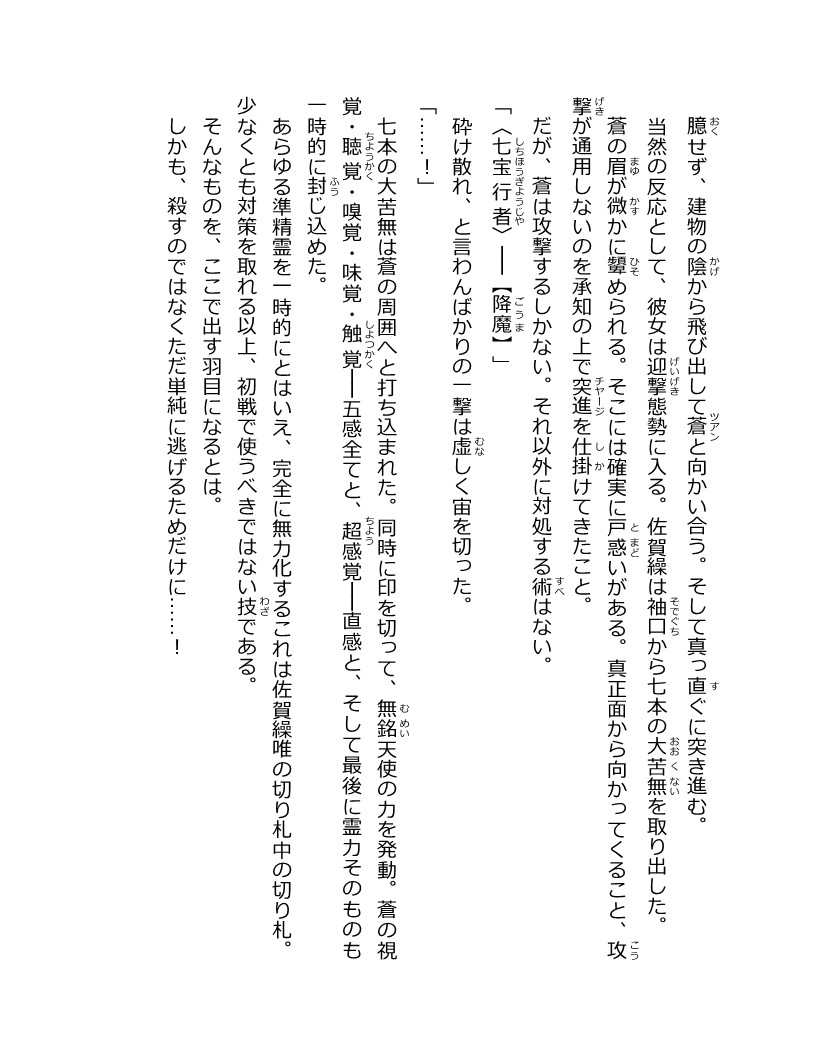 臆せず、建物の陰から飛び出して蒼と向かい合う。そして真っ直ぐに突き進む。
当然の反応として、彼女は迎撃態勢に入る。佐賀繰は袖口から七本の大苦無を取り出した。
蒼の眉が微かに顰められる。そこには確実に戸惑いがある。真正面から向かってくること、攻
撃が通用しないのを承知の上で突進を仕掛けてきたこと。
だが、蒼は攻撃するしかない。それ以外に対処する術はない。
「〈七宝行者〉——【降魔】」
砕け散れ、と言わんばかりの一撃は虚しく宙を切った。
「……！」
七本の大苦無は蒼の周囲へと打ち込まれた。同時に印を切って、無銘天使の力を発動。蒼の視
覚・聴覚・嗅覚・味覚・触覚——五感全てと、超感覚——直感と、そして最後に霊力そのものも
一時的に封じ込めた。
あらゆる準精霊を一時的にとはいえ、完全に無力化するこれは佐賀繰唯の切り札中の切り札。
少なくとも対策を取れる以上、初戦で使うべきではない技である。
そんなものを、ここで出す羽目になるとは。
しかも、殺すのではなくただ単純に逃げるためだけに……！